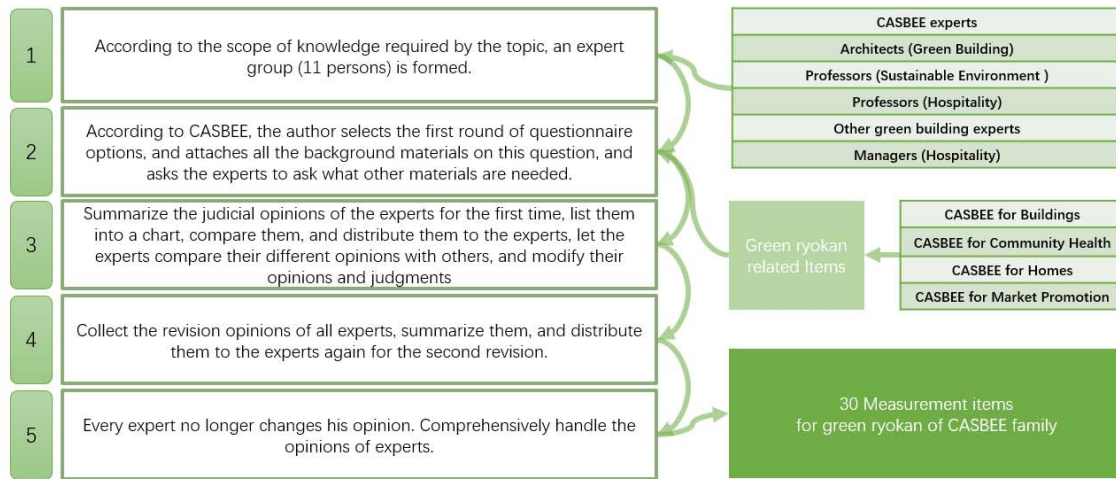 1
According to the scope of knowledge required by the topic, an expert
group (11 persons) is formed.
2
According to CASBEE, the author selects the first round of questionnaire
options, and attaches all the background materials on this question, and
asks the experts to ask what other materials are needed.
3
Summarize the judicial opinions of the experts for the first time, list them
into a chart, compare them, and distribute them to the experts, let the
experts compare their different opinions with others, and modify their
opinions and judgments
4
Collect the revision opinions of all experts, summarize them, and distribute
them to the experts again for the second revision.
5
Every expert no longer changes his opinion. Comprehensively handle the
opinions of experts.
CASBEE experts
Architects (Green Building)
Professors (Sustainable Environment )
Professors (Hospitality)
Other green building experts
Managers (Hospitality)
Green ryokan
related Items
CASBEE for Buildings
CASBEE for Community Health
CASBEE for Homes
CASBEE for Market Promotion
30 Measurement items
for green ryokan of CASBEE family